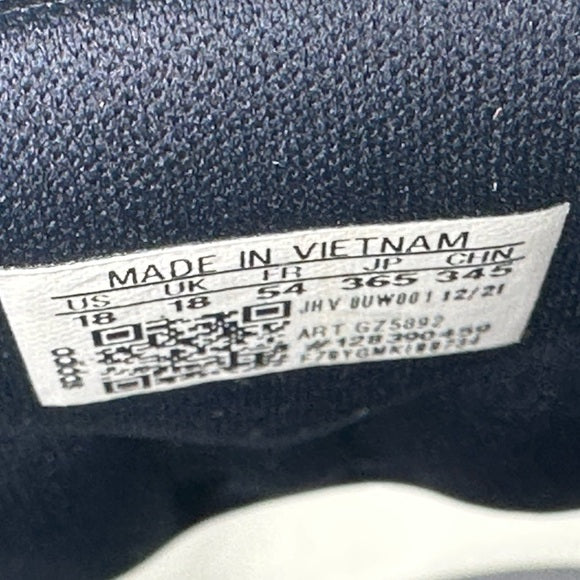 MADE IN VIETNAM
US UK FR JP CHN
18 18 54 365 345
JHV 0UW001 12/21
ART GZ5892
adidas